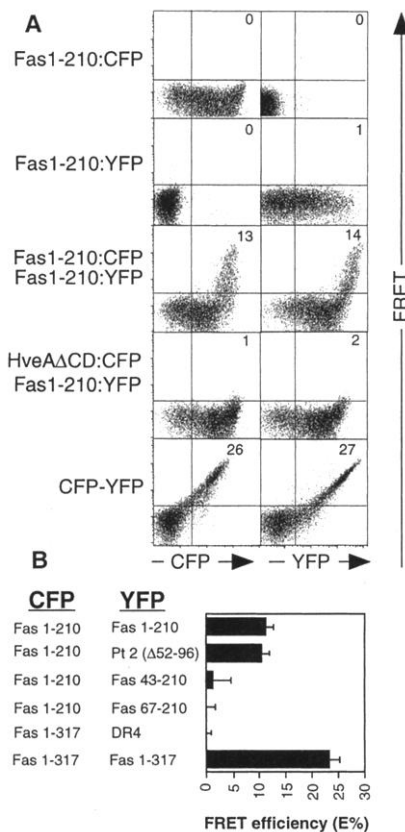 A
Fas1-210:CFP
0
0
Fas1-210:YFP
0
1
Fas1-210:CFP
Fas1-210:YFP
13
14
HveAΔCD:CFP
Fas1-210:YFP
1
2
CFP-YFP
26
27
FRET
CFP
YFP
B
CFP YFP
Fas 1-210 Fas 1-210
Fas 1-210 Pt 2 (Δ52-96)
Fas 1-210 Fas 43-210
Fas 1-210 Fas 67-210
Fas 1-317 DR4
Fas 1-317 Fas 1-317
0 5 10 15 20 25 30
FRET efficiency (E%)